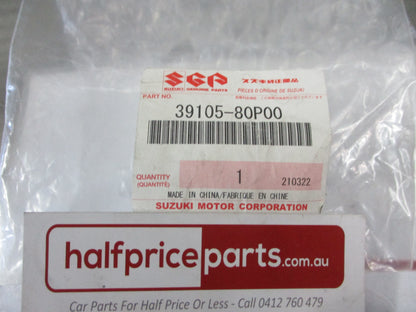 SGP スズキ純正部品
SUZUKI GENUINE PARTS PIÈCES D'ORIGINE DE SUZUKI
PART NO.
39105-80P00
QUANTITY 1 210322
(QUANTITÉ)
MADE IN CHINA/FABRIQUE EN CHINE
SUZUKI MOTOR CORPORATION
halfpriceparts.com.au
Car Parts For Half Price Or Less - Call 0412 760 479